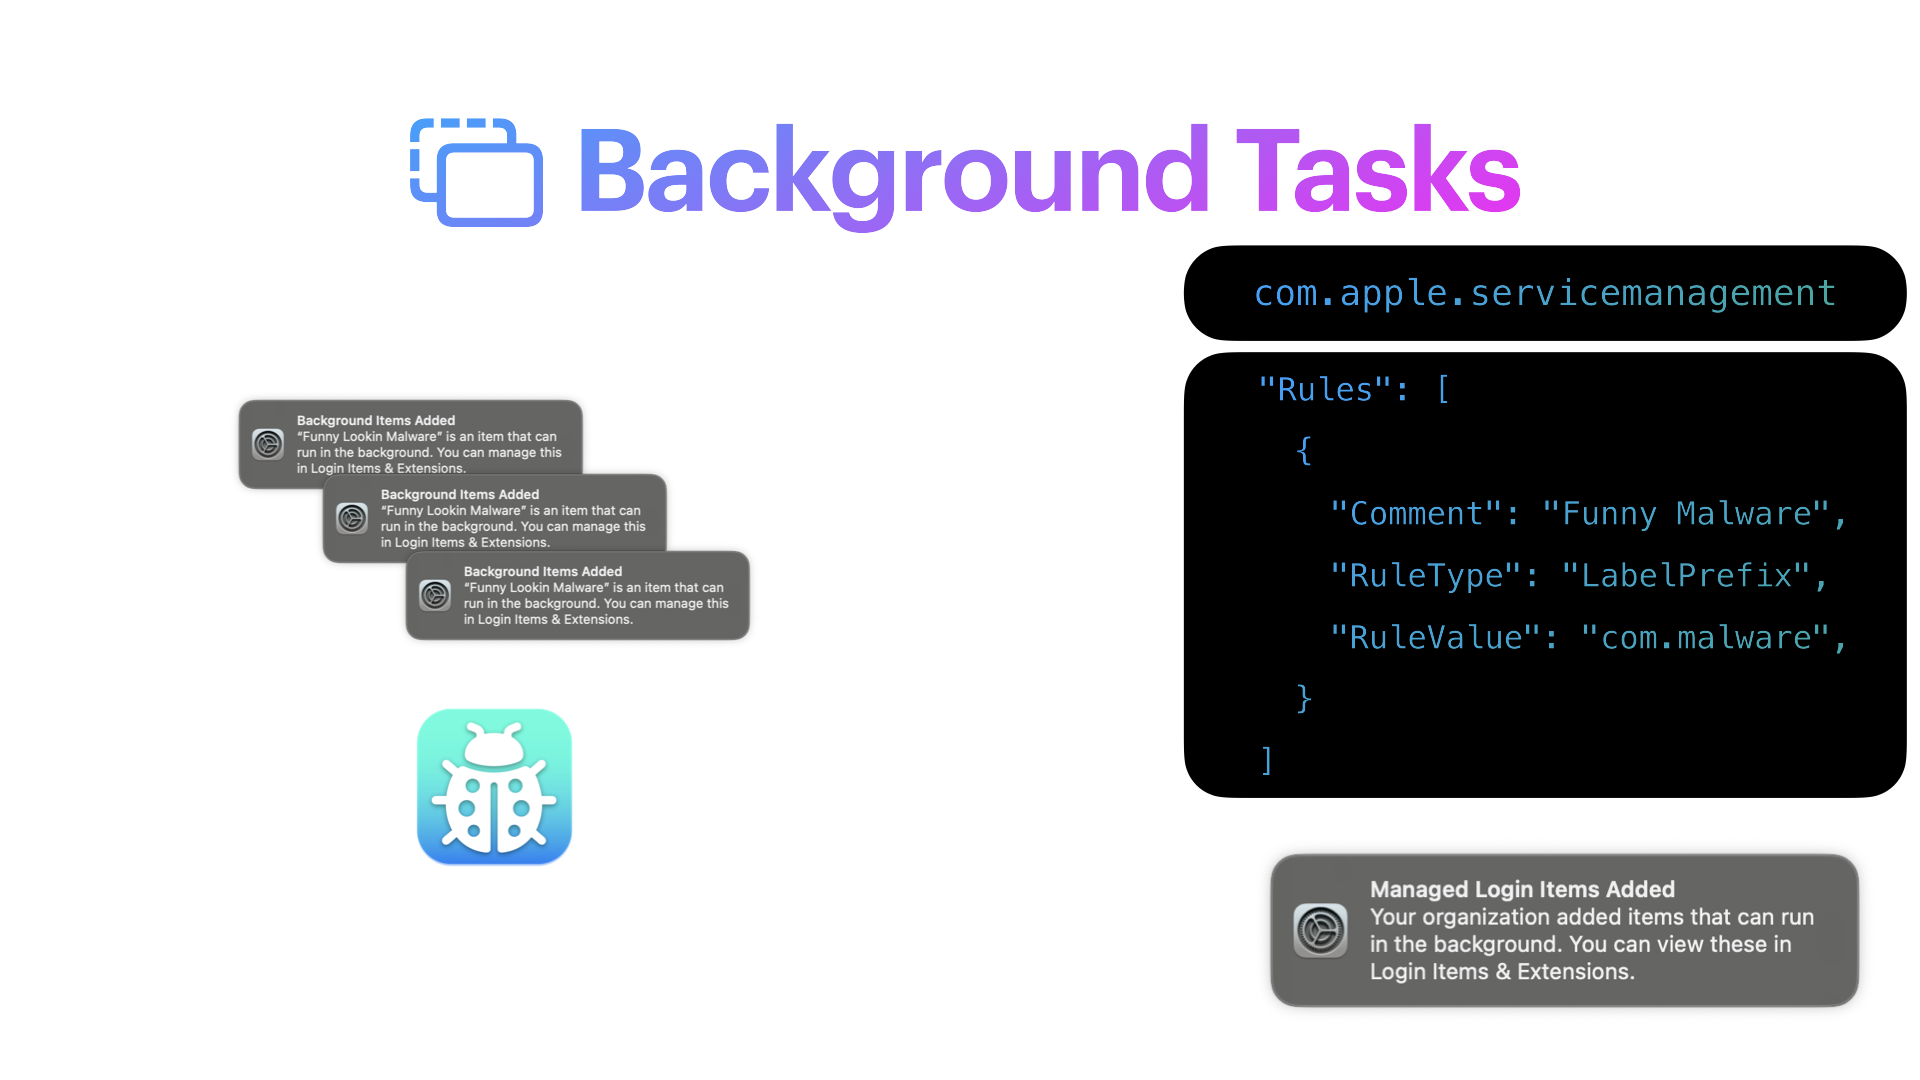 Background Tasks
com.apple.servicemanagement
"Rules": [
{
"Comment": "Funny Malware",
"RuleType": "LabelPrefix",
"RuleValue": "com.malware",
}
]
Background Items Added
“Funny Lookin Malware” is an item that can
run in the background. You can manage this
in Login Items & Extensions.
Background Items Added
“Funny Lookin Malware” is an item that can
run in the background. You can manage this
in Login Items & Extensions.
Background Items Added
“Funny Lookin Malware” is an item that can
run in the background. You can manage this
in Login Items & Extensions.
Managed Login Items Added
Your organization added items that can run
in the background. You can view these in
Login Items & Extensions.